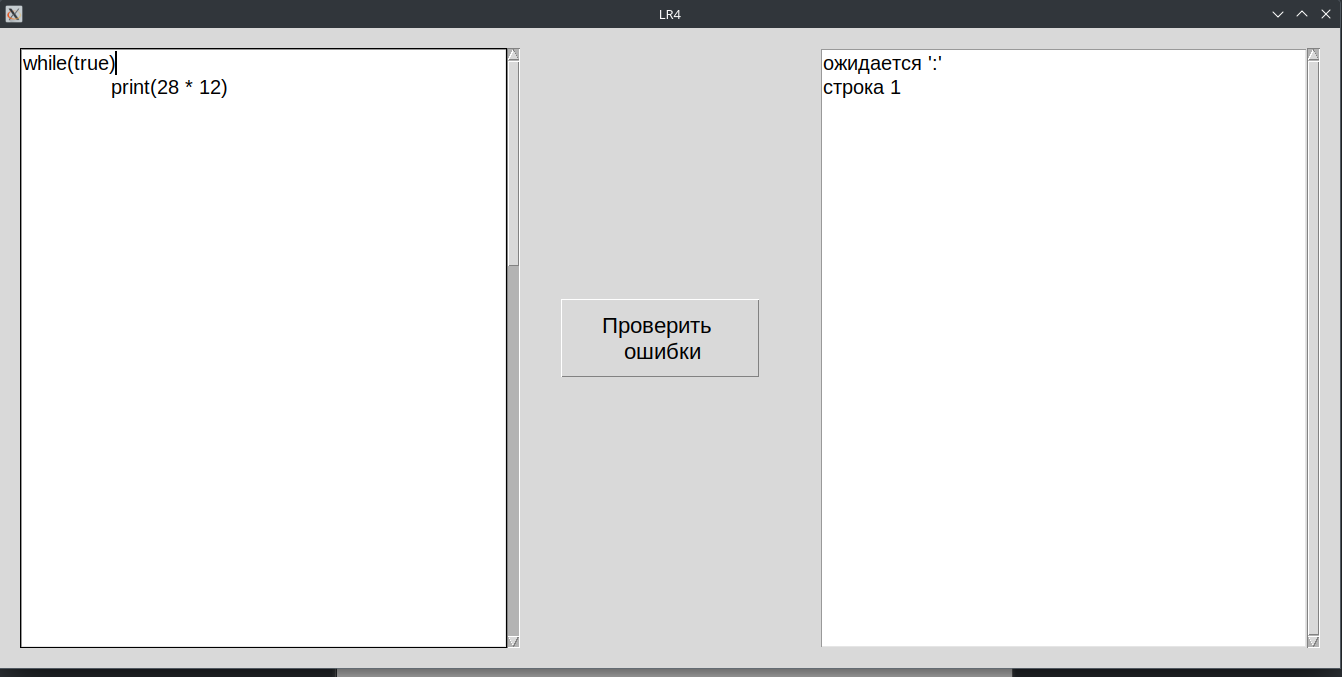 LR4
while(true)
print(28 * 12)
Проверить
ошибки
ожидается ':'
строка 1